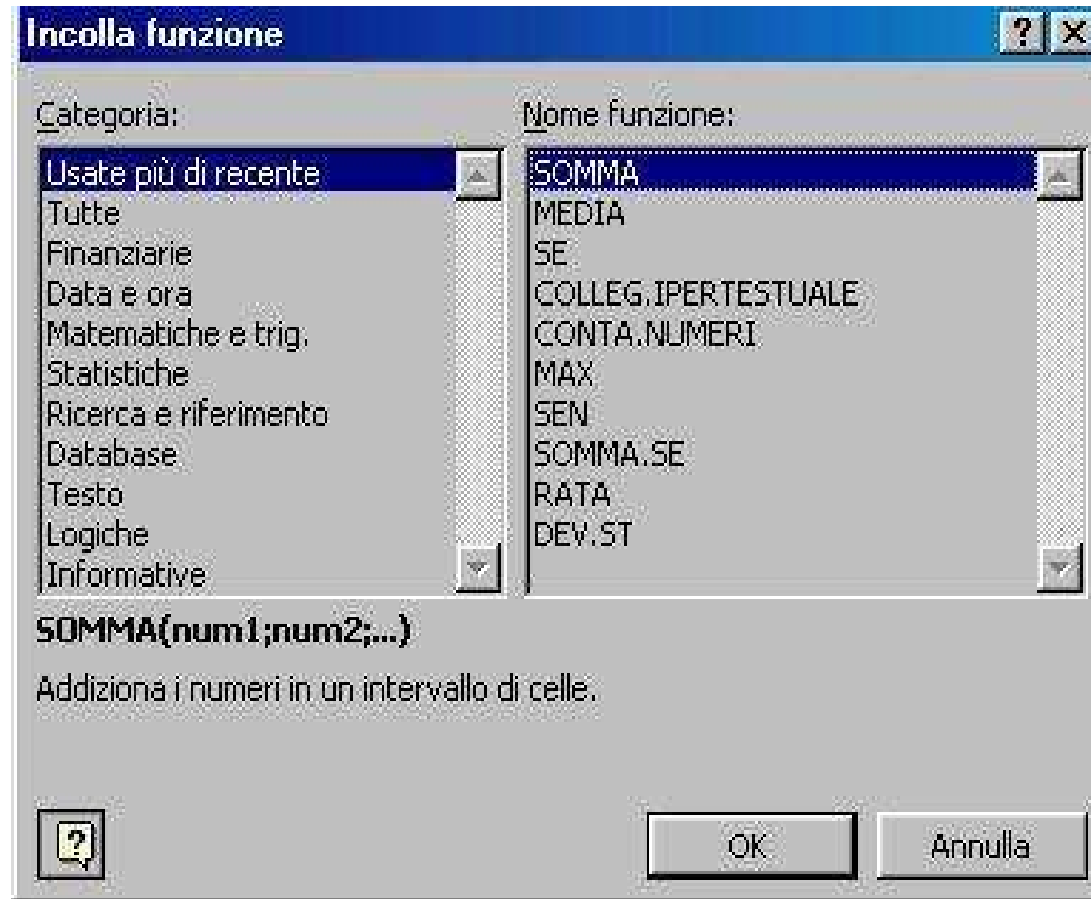 Incolla funzione
Categoria:
Usate più di recente
Tutte
Finanziarie
Data e ora
Matematiche e trig.
Statistiche
Ricerca e riferimento
Database
Testo
Logiche
Informative
Nome funzione:
SOMMA
MEDIA
SE
COLLEG.IPERTESTUALE
CONTA.NUMERI
MAX
SEN
SOMMA.SE
RATA
DEV.ST
SOMMA(num1;num2;...)
Addiziona i numeri in un intervallo di celle.
OK
Annulla